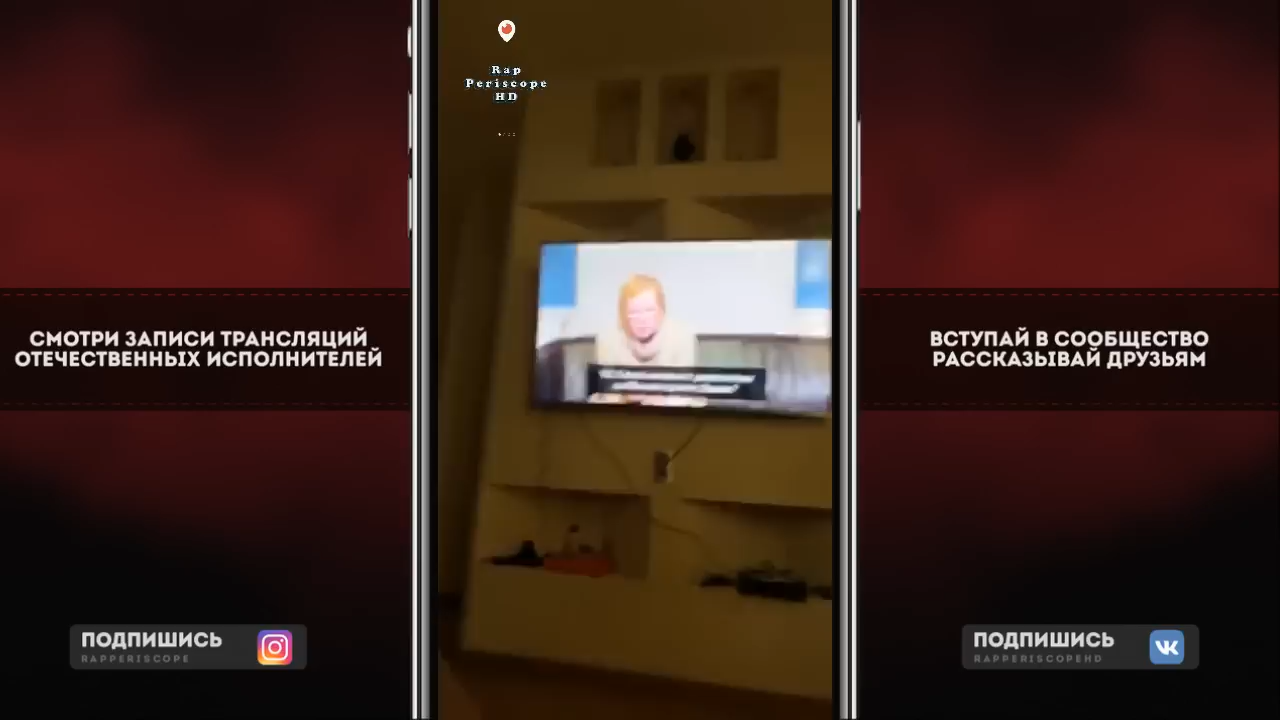 Rap
Periscope
HD
СМОТРИ ЗАПИСИ ТРАНСЛЯЦИЙ
ОТЕЧЕСТВЕННЫХ ИСПОЛНИТЕЛЕЙ
ВСТУПАЙ В СООБЩЕСТВО
РАССКАЗЫВАЙ ДРУЗЬЯМ
ПОДПИШИСЬ
RAPPERISCOPE
ПОДПИШИСЬ
RAPPERISCOPEHD